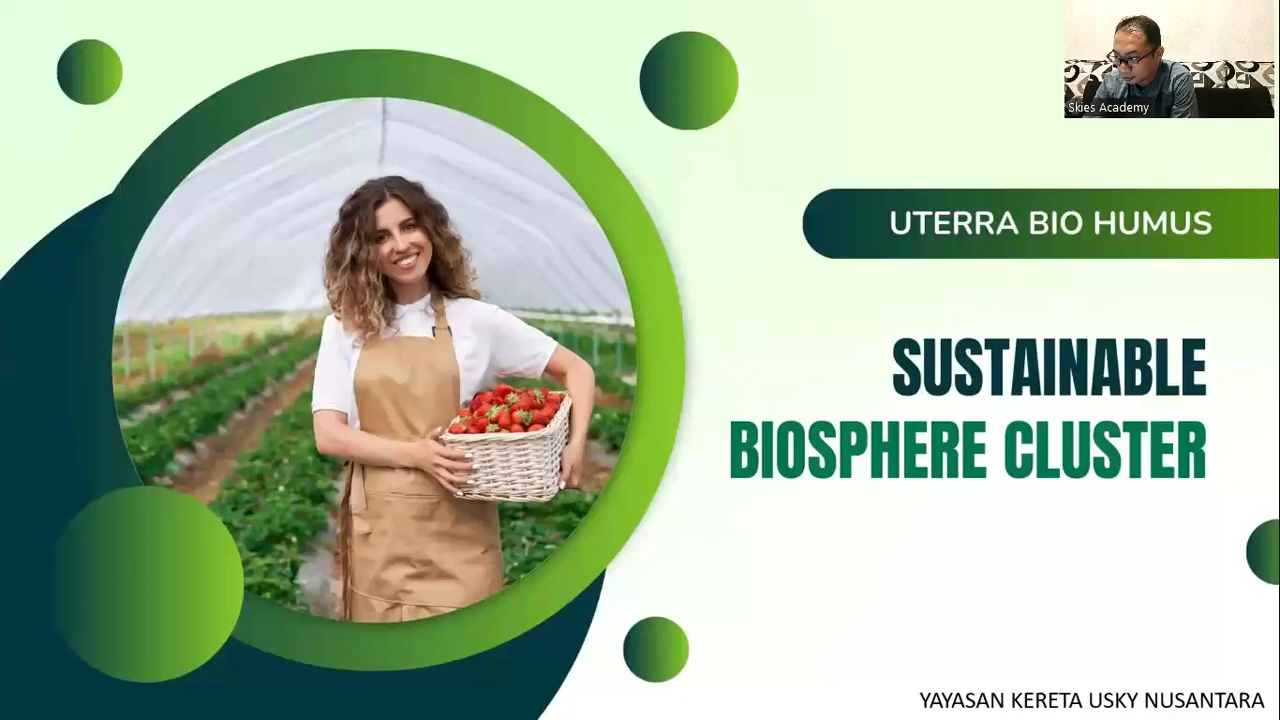 Skies Academy
UTERRA BIO HUMUS
SUSTAINABLE
BIOSPHERE CLUSTER
YAYASAN KERETA USKY NUSANTARA